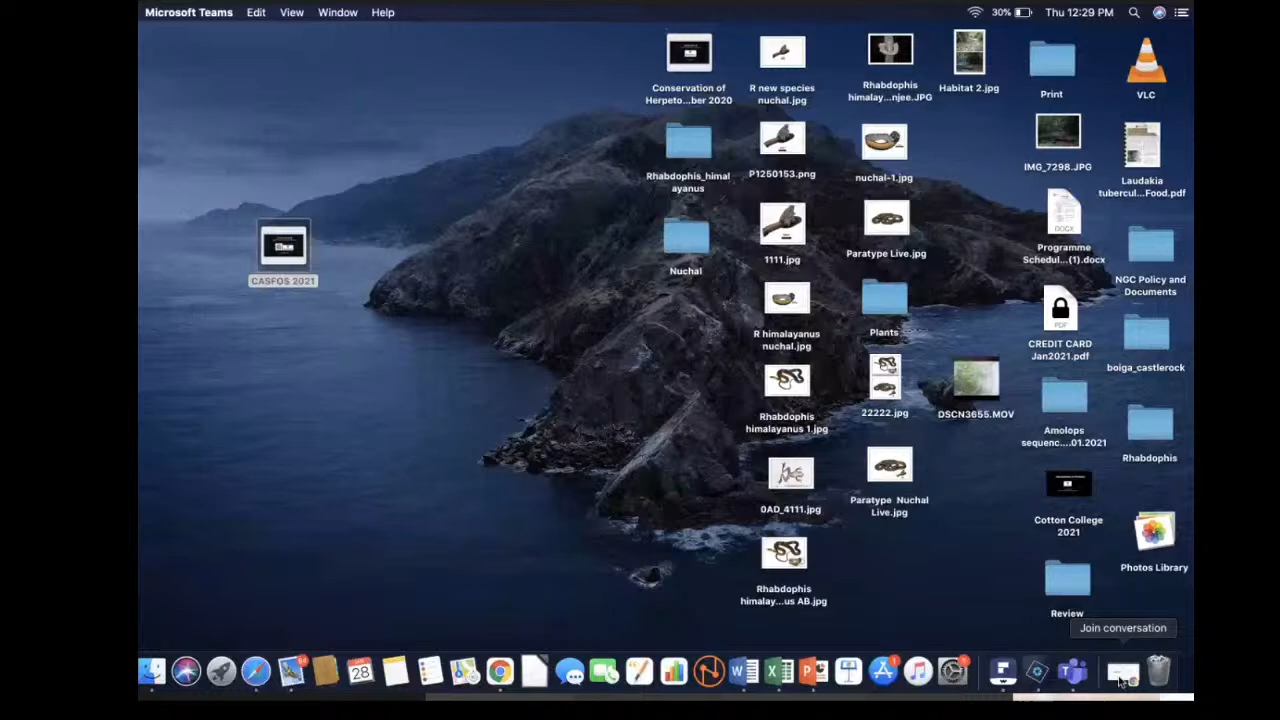 Microsoft Teams Edit View Window Help 30% Thu 12:29 PM
Conservation of
Herpeto...ber 2020
R new species
nuchal.jpg
Rhabdophis
himalay...njee.JPG
Habitat 2.jpg
Print
VLC
Rhabdophis_himal
ayanus
P1250153.png
nuchal-1.jpg
IMG_7298.JPG
Laudakia
tubercul...Food.pdf
CASFOS 2021
Nuchal
1111.jpg
Paratype Live.jpg
DOCX
Programme
Schedul...(1).docx
NGC Policy and
Documents
R himalayanus
nuchal.jpg
Plants
PDF
CREDIT CARD
Jan2021.pdf
boiga_castlerock
Rhabdophis
himalayanus 1.jpg
22222.jpg
DSCN3655.MOV
Amolops
sequenc....01.2021
Rhabdophis
0AD_4111.jpg
Paratype Nuchal
Live.jpg
Cotton College
2021
Photos Library
Rhabdophis
himalay...us AB.jpg
Review
Join conversation
28